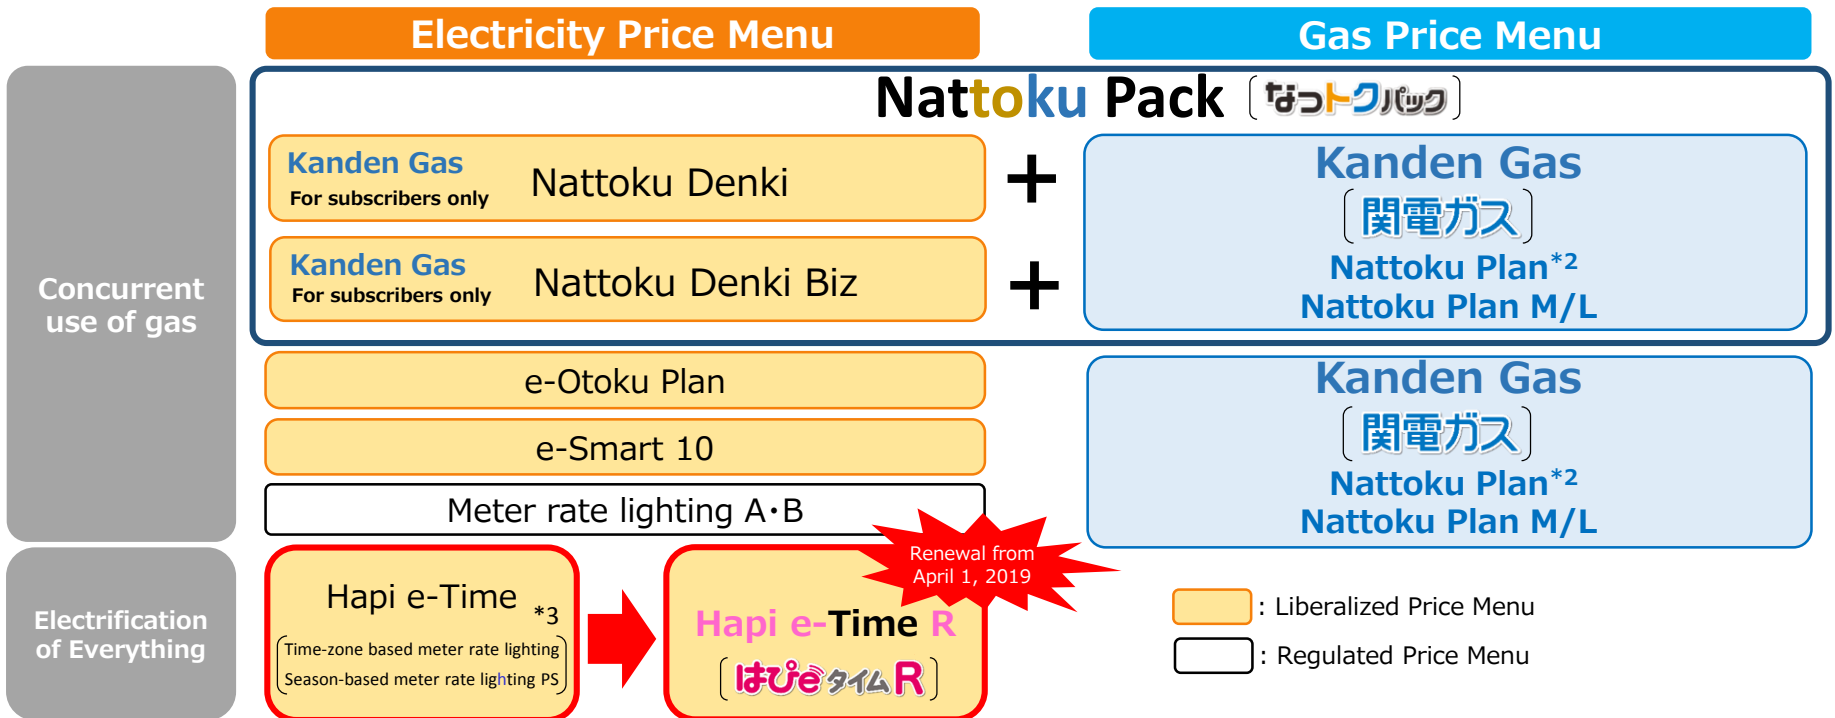 Electricity Price Menu
Gas Price Menu
Nattoku Pack [なっトクパック]
Concurrent
use of gas
Kanden Gas
For subscribers only
Nattoku Denki
+
Kanden Gas
For subscribers only
Nattoku Denki Biz
+
Kanden Gas
[関電ガス]
Nattoku Plan*2
Nattoku Plan M/L
e-Otoku Plan
e-Smart 10
Meter rate lighting A・B
Kanden Gas
[関電ガス]
Nattoku Plan*2
Nattoku Plan M/L
Electrification
of Everything
Hapi e-Time
*3
Time-zone based meter rate lighting
Season-based meter rate lighting PS
Renewal from
April 1, 2019
Hapi e-Time R
[はぴeタイムR]
: Liberalized Price Menu
: Regulated Price Menu